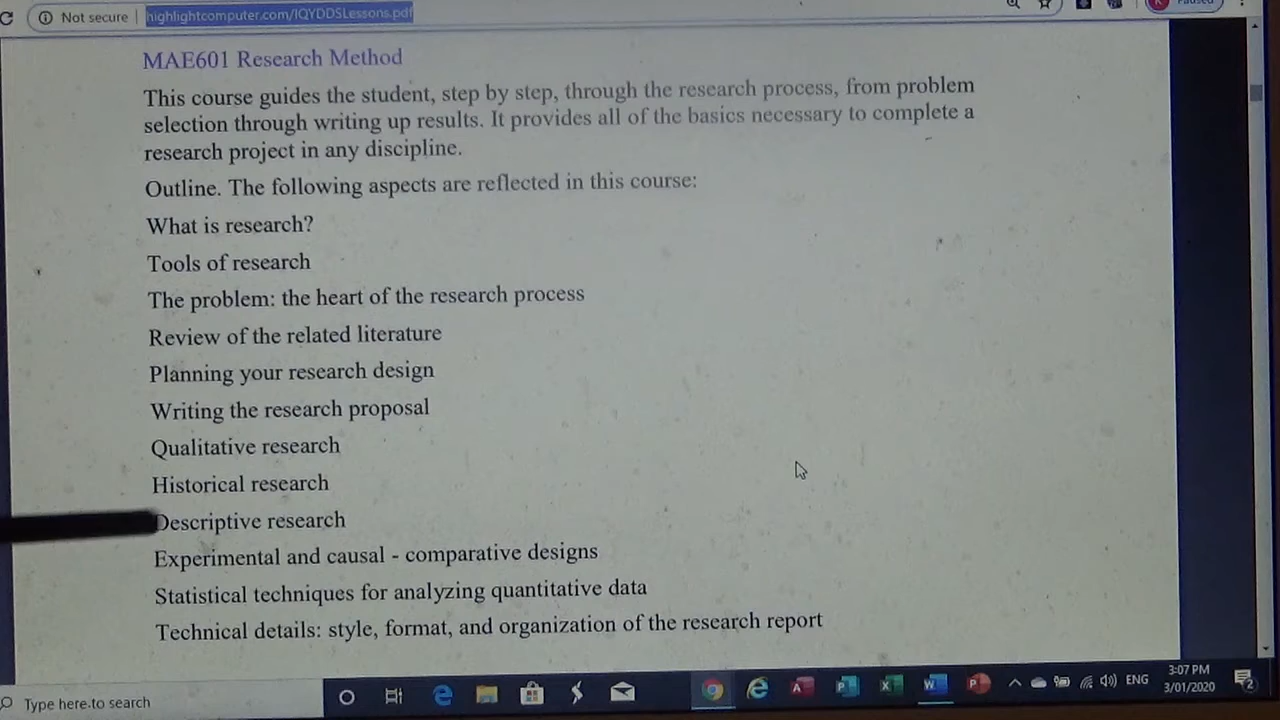 Not secure | highlightcomputer.com/IQYDDSLessons.pdf
Paused
MAE601 Research Method
This course guides the student, step by step, through the research process, from problem
selection through writing up results. It provides all of the basics necessary to complete a
research project in any discipline.
Outline. The following aspects are reflected in this course:
What is research?
Tools of research
The problem: the heart of the research process
Review of the related literature
Planning your research design
Writing the research proposal
Qualitative research
Historical research
Descriptive research
Experimental and causal - comparative designs
Statistical techniques for analyzing quantitative data
Technical details: style, format, and organization of the research report
Type here to search
ENG
3:07 PM
3/01/2020
2